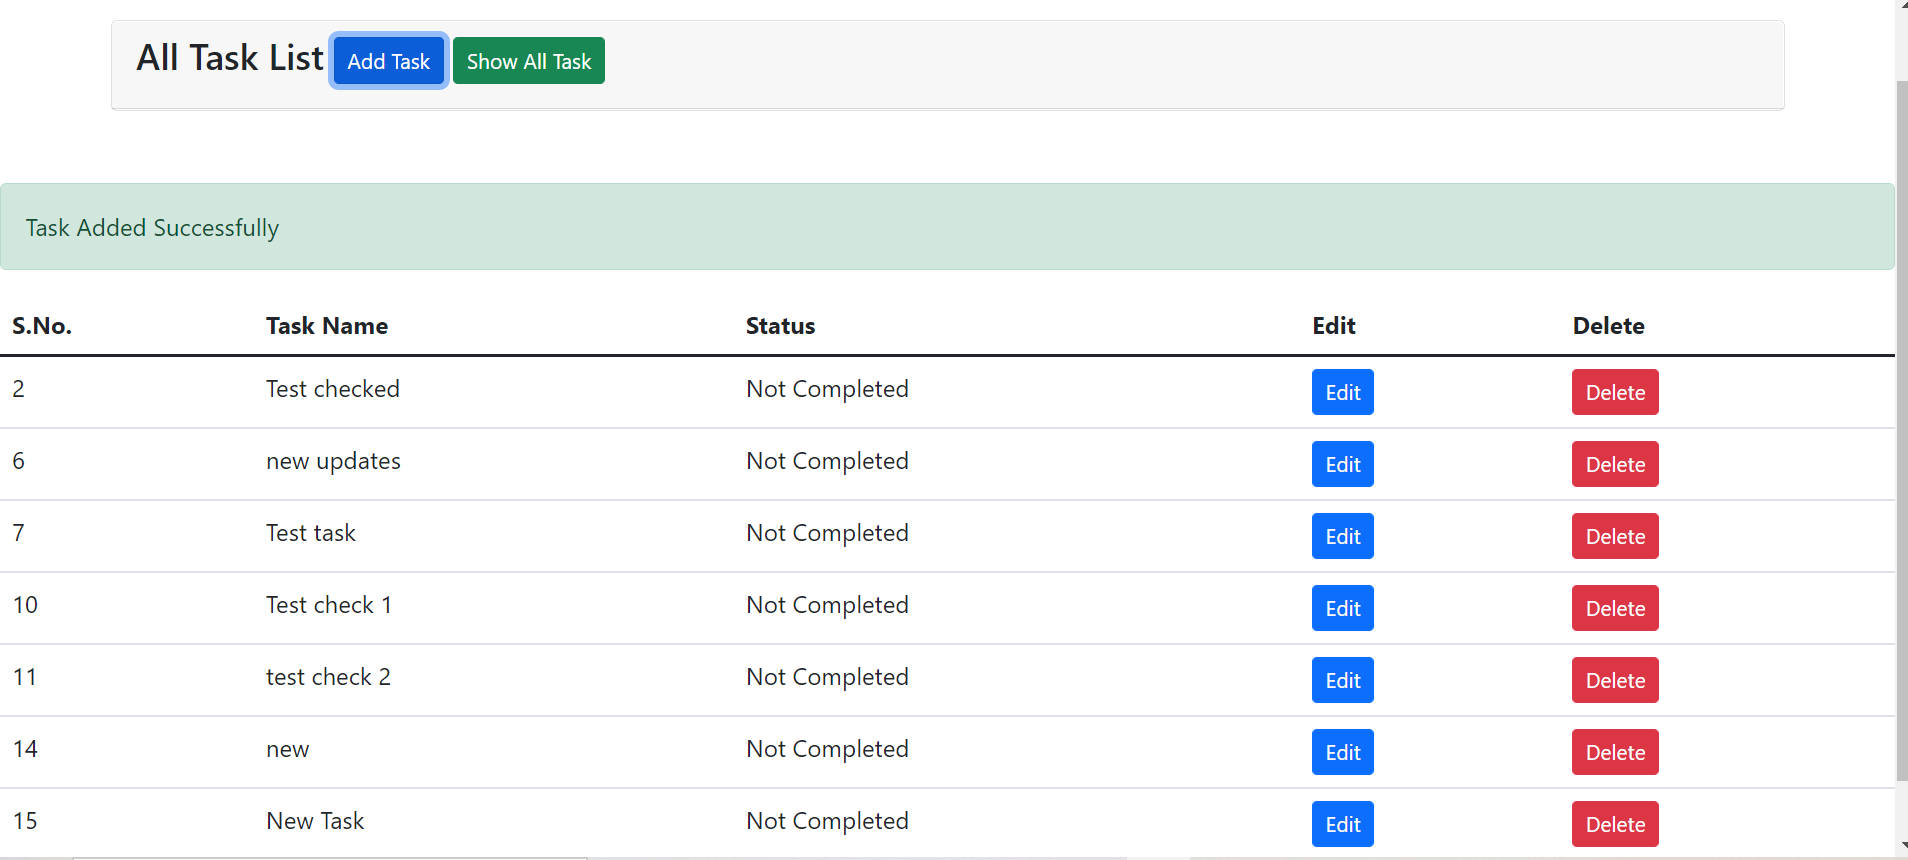 All Task List Add Task Show All Task
Task Added Successfully
S.No. Task Name Status Edit Delete
2 Test checked Not Completed Edit Delete
6 new updates Not Completed Edit Delete
7 Test task Not Completed Edit Delete
10 Test check 1 Not Completed Edit Delete
11 test check 2 Not Completed Edit Delete
14 new Not Completed Edit Delete
15 New Task Not Completed Edit Delete